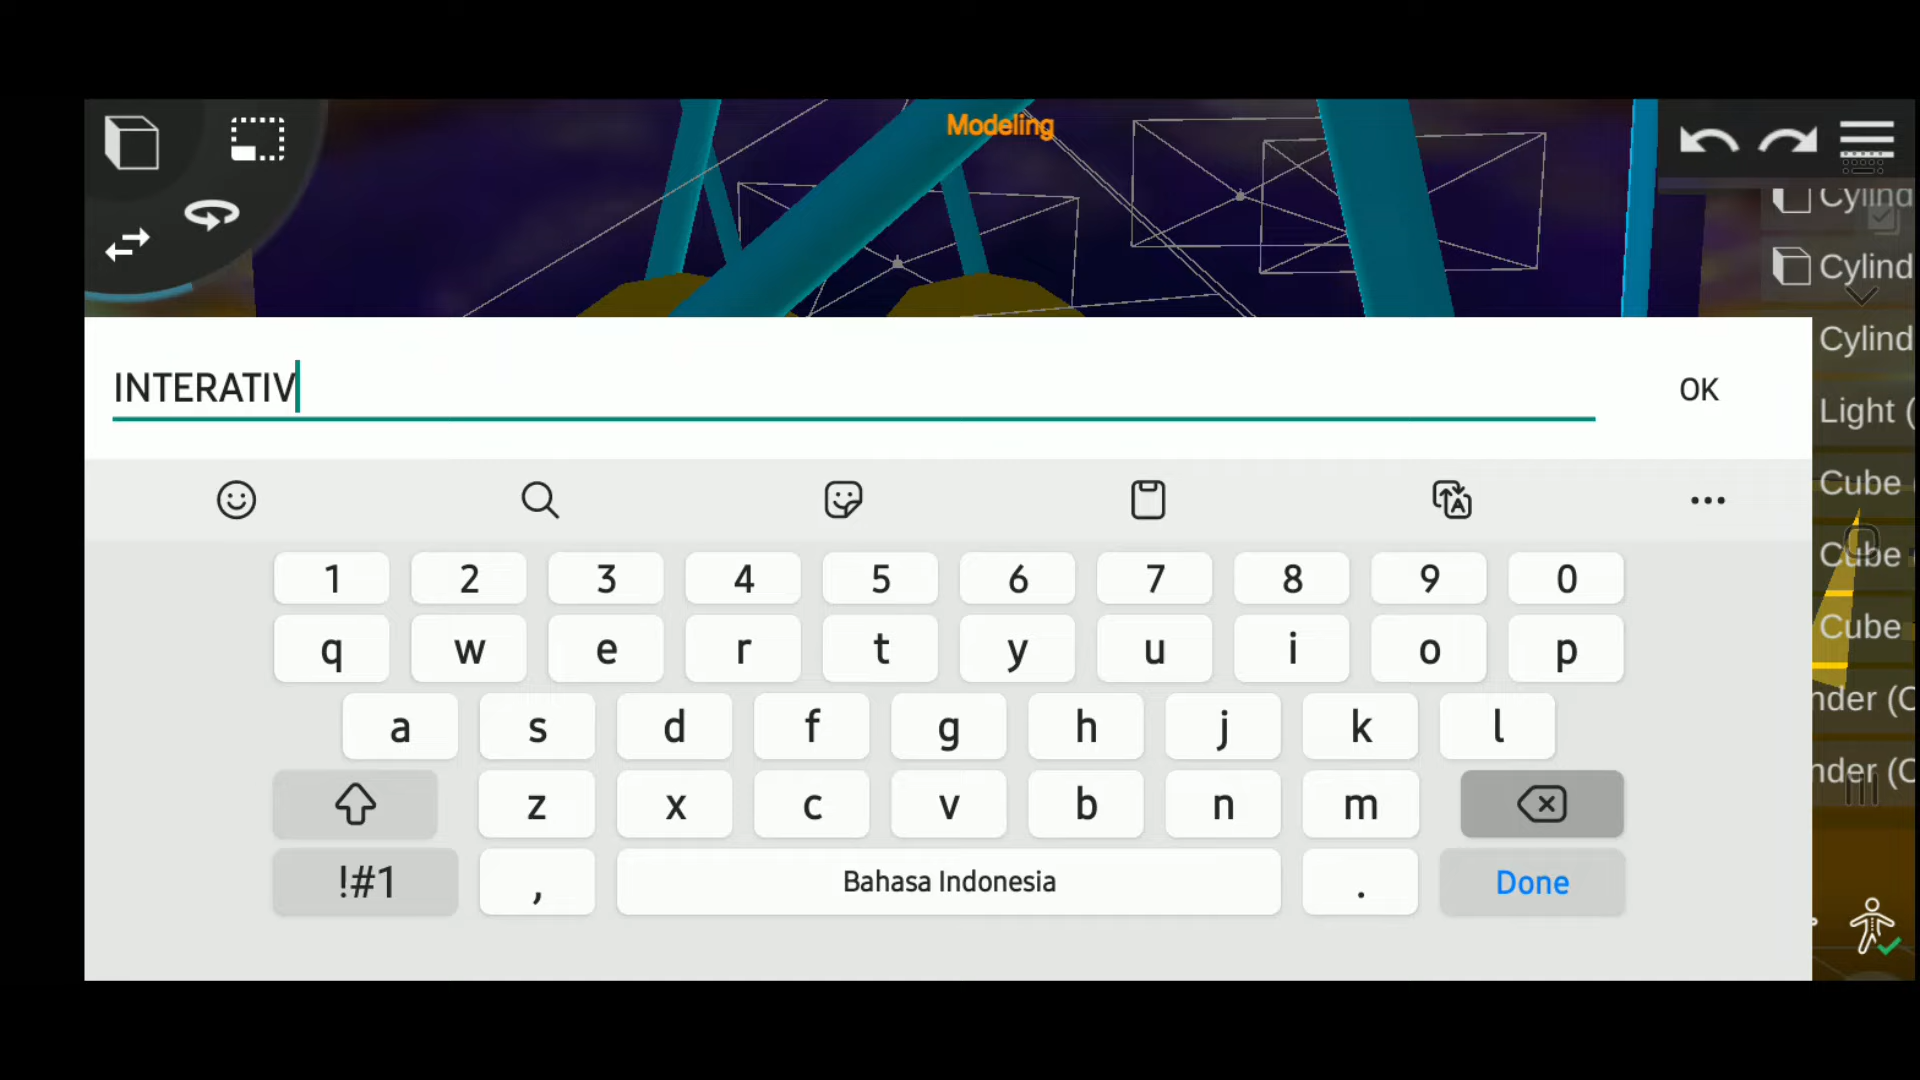 Modeling
Cylind
Cylind
Cylind
Light (
Cube
Cube
Cube
nder (C
nder (C
INTERATIV
OK
1 2 3 4 5 6 7 8 9 0
q w e r t y u i o p
a s d f g h j k l
z x c v b n m
!#1 , Bahasa Indonesia . Done